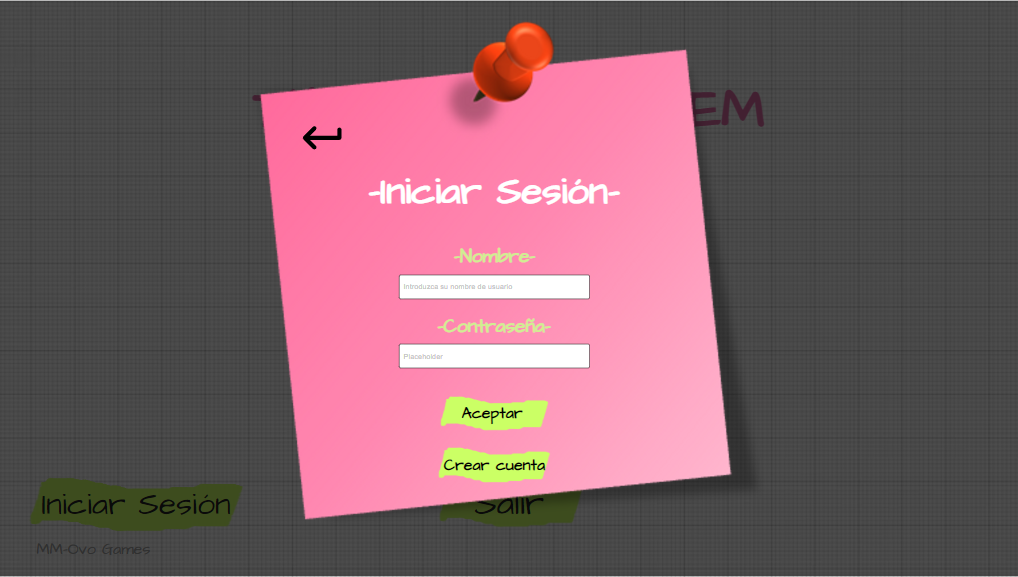 EM
-Iniciar Sesión-
-Nombre-
Introduzca su nombre de usuario
-Contraseña-
Placeholder
Aceptar
Crear cuenta
Iniciar Sesión
Salir
MM-Ovo Games